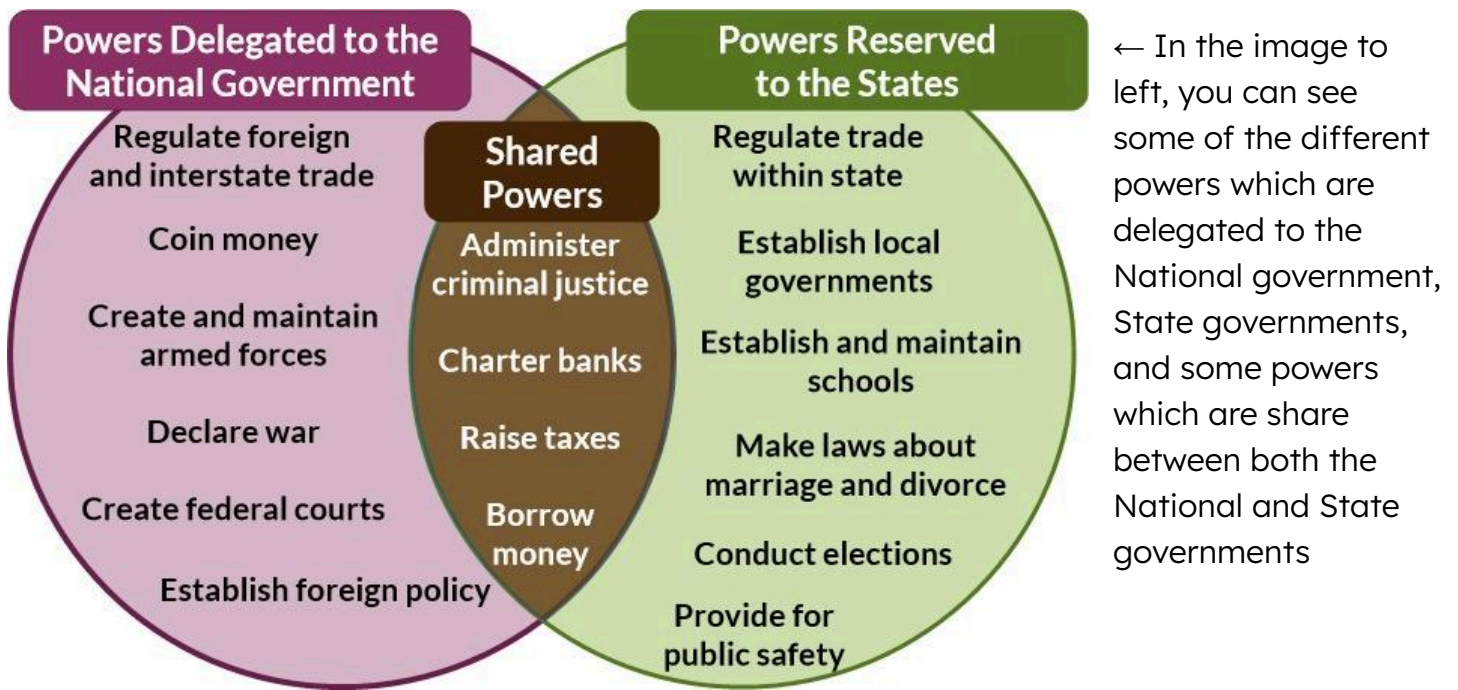 Powers Delegated to the
National Government
Regulate foreign
and interstate trade
Coin money
Create and maintain
armed forces
Declare war
Create federal courts
Establish foreign policy
Shared
Powers
Administer
criminal justice
Charter banks
Raise taxes
Borrow
money
Powers Reserved
to the States
Regulate trade
within state
Establish local
governments
Establish and maintain
schools
Make laws about
marriage and divorce
Conduct elections
Provide for
public safety
← In the image to
left, you can see
some of the different
powers which are
delegated to the
National government,
State governments,
and some powers
which are share
between both the
National and State
governments